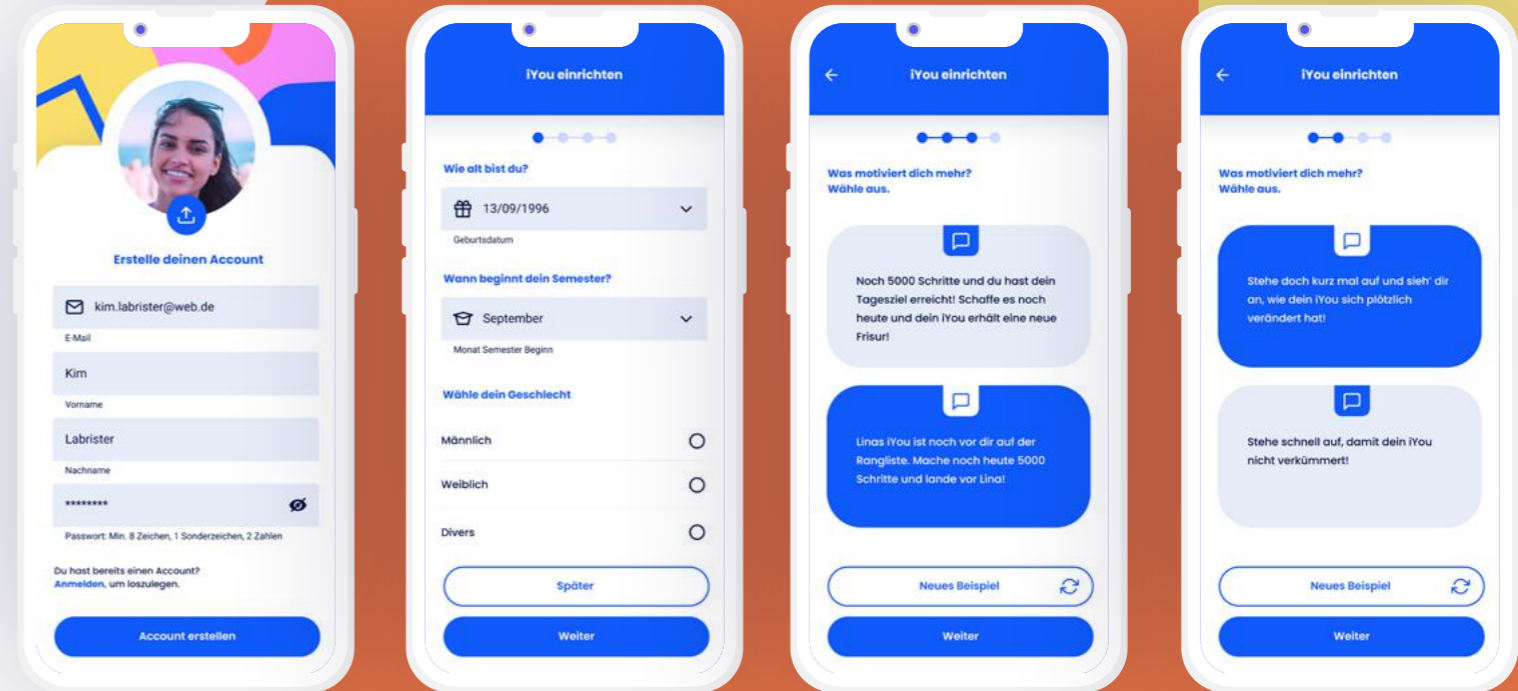 Erstelle deinen Account
kim.labrister@web.de
E-Mail
Kim
Vorname
Labrister
Nachname
********
Passwort: Min. 8 Zeichen, 1 Sonderzeichen, 2 Zahlen
Du hast bereits einen Account?
Anmelden, um loszulegen.
Account erstellen
iYou einrichten
Wie alt bist du?
13/09/1996
Geburtsdatum
Wann beginnt dein Semester?
September
Monat Semester Beginn
Wähle dein Geschlecht
Männlich
Weiblich
Divers
Später
Weiter
iYou einrichten
Was motiviert dich mehr?
Wähle aus.
Noch 5000 Schritte und du hast dein
Tagesziel erreicht! Schaffe es noch
heute und dein iYou erhält eine neue
Frisur!
Linas iYou ist noch vor dir auf der
Rangliste. Mache noch heute 5000
Schritte und lande vor Lina!
Neues Beispiel
Weiter
iYou einrichten
Was motiviert dich mehr?
Wähle aus.
Stehe doch kurz mal auf und sieh' dir
an, wie dein iYou sich plötzlich
verändert hat!
Stehe schnell auf, damit dein iYou
nicht verkümmert!
Neues Beispiel
Weiter